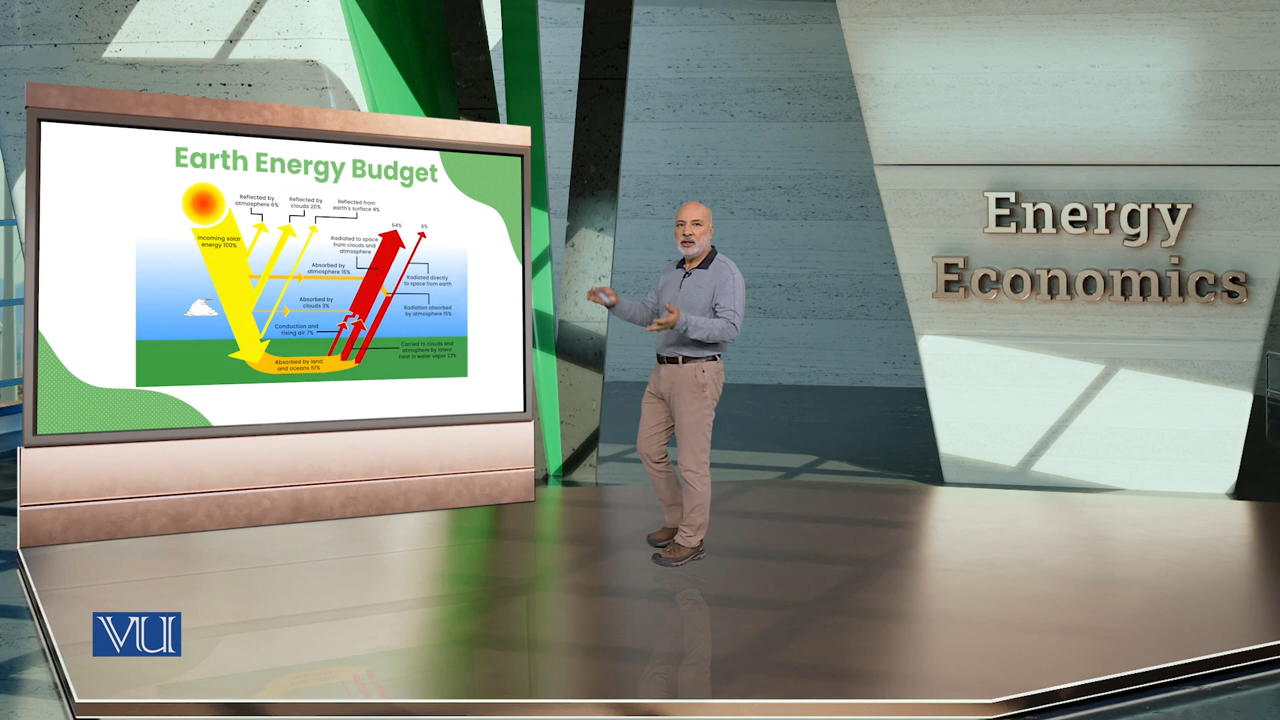 Earth Energy Budget
Reflected by
atmosphere 6%
Reflected by
clouds 20%
Reflected from
earth's surface 4%
Incoming solar
energy 100%
64%
6%
Radiated to space
from clouds and
atmosphere
Absorbed by
atmosphere 16%
Radiated directly
to space from earth
Absorbed by
clouds 3%
Radiation absorbed
by atmosphere 15%
Conduction and
rising air 7%
Carried to clouds and
atmosphere by latent
heat in water vapor 23%
Absorbed by land
and oceans 51%
Energy
Economics
VU